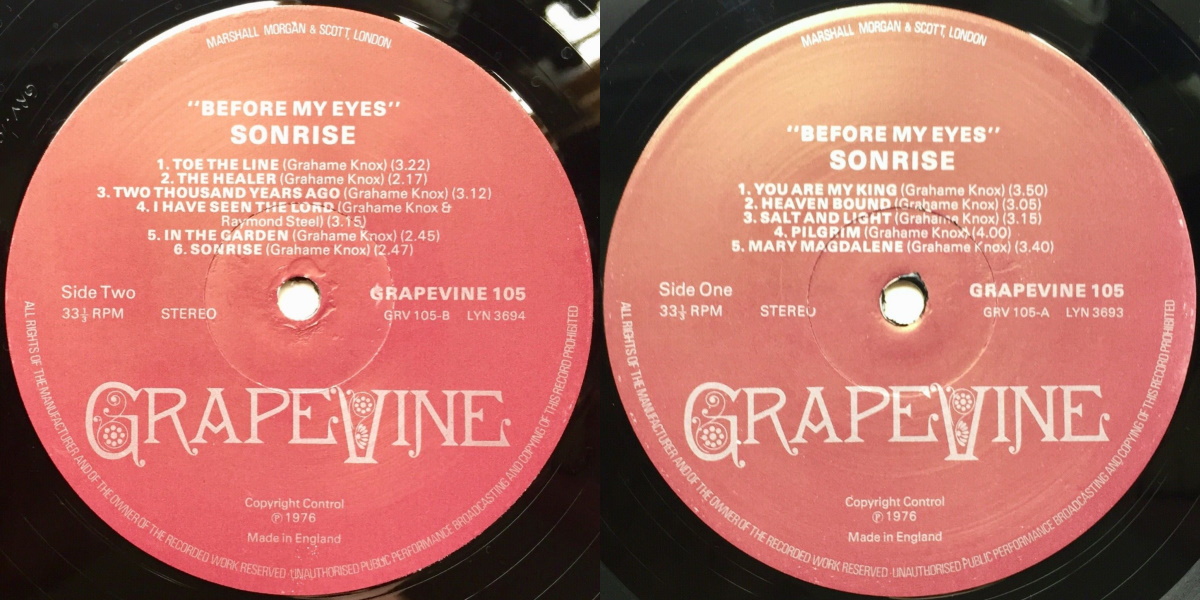 MARSHALL MORGAN & SCOTT, LONDON
"BEFORE MY EYES"
SONRISE
1. TOE THE LINE (Grahame Knox) (3.22)
2. THE HEALER (Grahame Knox) (2.17)
3. TWO THOUSAND YEARS AGO (Grahame Knox) (3.12)
4. I HAVE SEEN THE LORD (Grahame Knox &
Raymond Steel) (3.15)
5. IN THE GARDEN (Grahame Knox) (2.45)
6. SONRISE (Grahame Knox) (2.47)
Side Two
33⅓ RPM
STEREO
GRAPEVINE 105
GRV 105-B LYN 3694
GRAPEVINE
Copyright Control
℗ 1976
Made in England
ALL RIGHTS OF THE MANUFACTURER AND OF THE OWNER OF THE RECORDED WORK RESERVED · UNAUTHORISED PUBLIC PERFORMANCE BROADCASTING AND COPYING OF THIS RECORD PROHIBITED
MARSHALL MORGAN & SCOTT, LONDON
"BEFORE MY EYES"
SONRISE
1. YOU ARE MY KING (Grahame Knox) (3.50)
2. HEAVEN BOUND (Grahame Knox) (3.05)
3. SALT AND LIGHT (Grahame Knox) (3.15)
4. PILGRIM (Grahame Knox) (4.00)
5. MARY MAGDALENE (Grahame Knox) (3.40)
Side One
33⅓ RPM
STEREO
GRAPEVINE 105
GRV 105-A LYN 3693
GRAPEVINE
Copyright Control
℗ 1976
Made in England
ALL RIGHTS OF THE MANUFACTURER AND OF THE OWNER OF THE RECORDED WORK RESERVED · UNAUTHORISED PUBLIC PERFORMANCE BROADCASTING AND COPYING OF THIS RECORD PROHIBITED